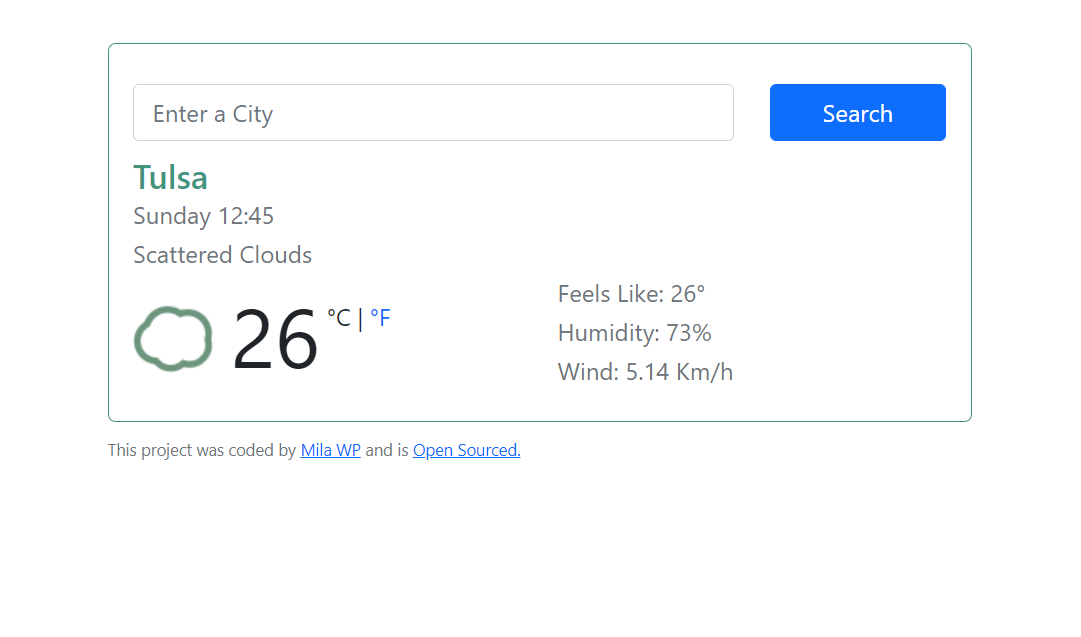 Enter a City
Search
Tulsa
Sunday 12:45
Scattered Clouds
26 °C | °F
Feels Like: 26°
Humidity: 73%
Wind: 5.14 Km/h
This project was coded by Mila WP and is Open Sourced.